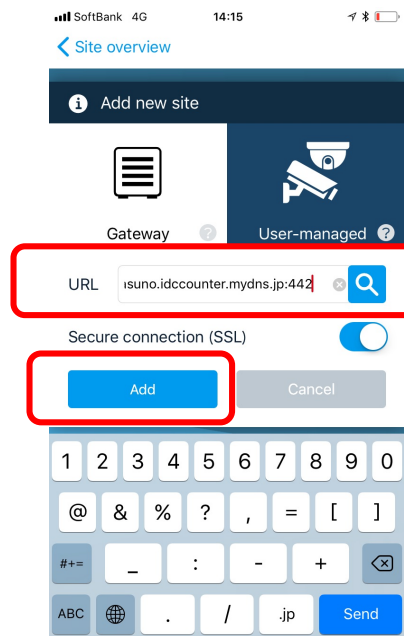 SoftBank 4G 14:15
Site overview
i Add new site
Gateway ? User-managed ?
URL suno.idccounter.mydns.jp:442
Secure connection (SSL)
Add Cancel
1 2 3 4 5 6 7 8 9 0
@ & % ? , = [ ]
#+= _ : - +
ABC . / .jp Send